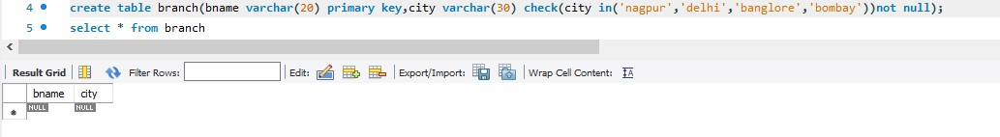 4 create table branch(bname varchar(20) primary key,city varchar(30) check(city in('nagpur','delhi','banglore','bombay'))not null);
5 select * from branch
Result Grid Filter Rows: Edit: Export/Import: Wrap Cell Content:
bname city
NULL NULL